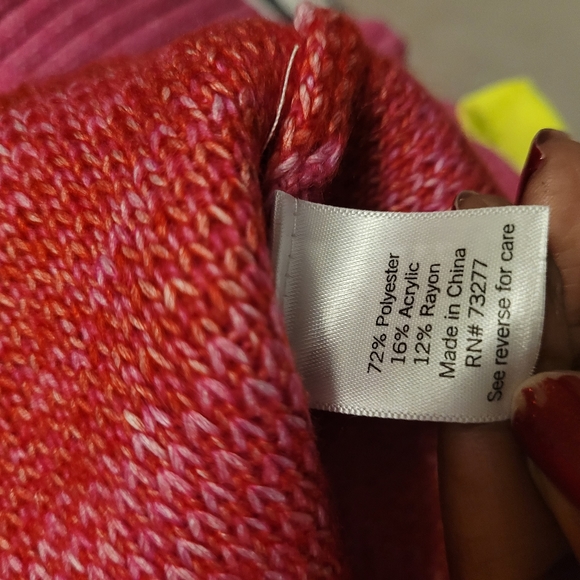 72% Polyester
16% Acrylic
12% Rayon
Made in China
RN# 73277
See reverse for care